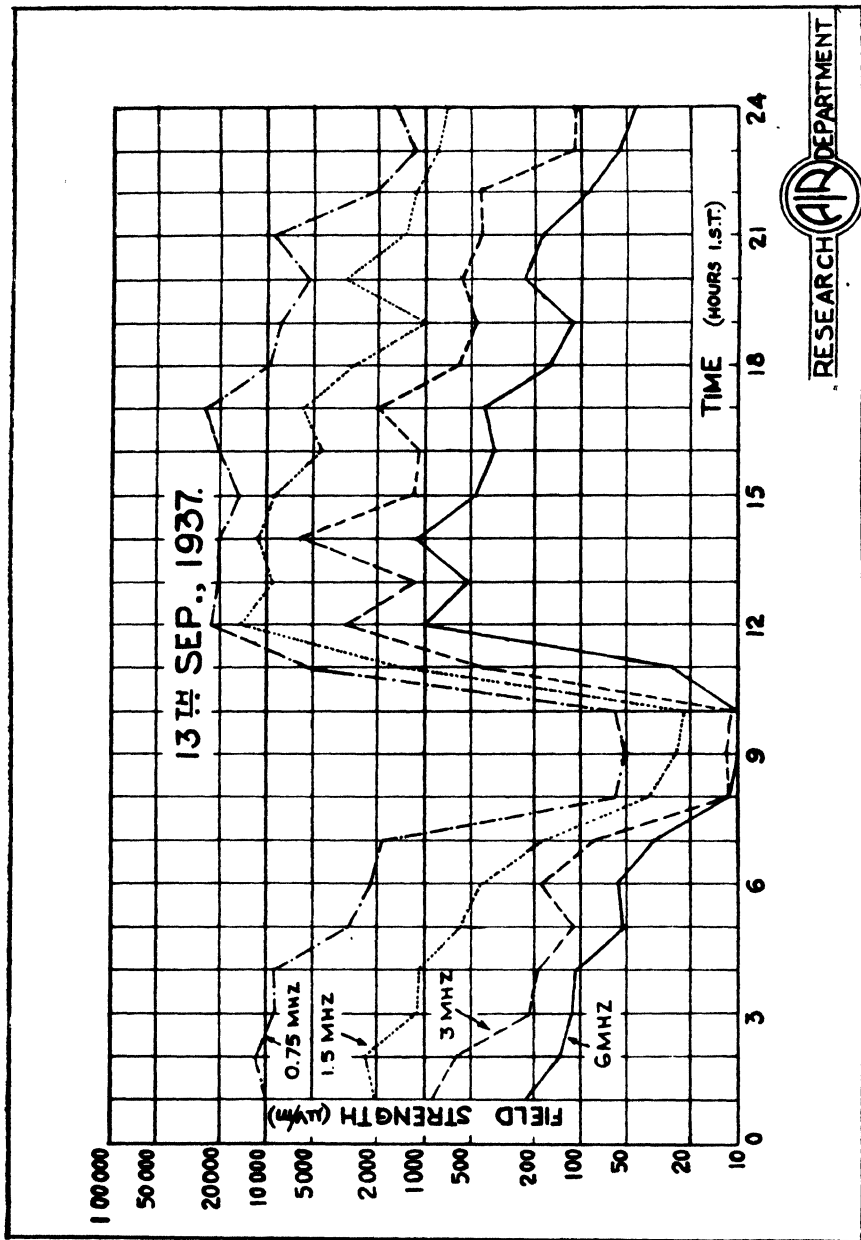 13TH SEP., 1937.
FIELD STRENGTH (μV/m)
100000
50000
20000
10000
5000
2000
1000
500
200
100
50
20
10
0.75 MHZ
1.5 MHZ
3 MHZ
6MHZ
0 3 6 9 12 15 18 21 24
TIME (HOURS I.S.T.)
RESEARCH AIR DEPARTMENT